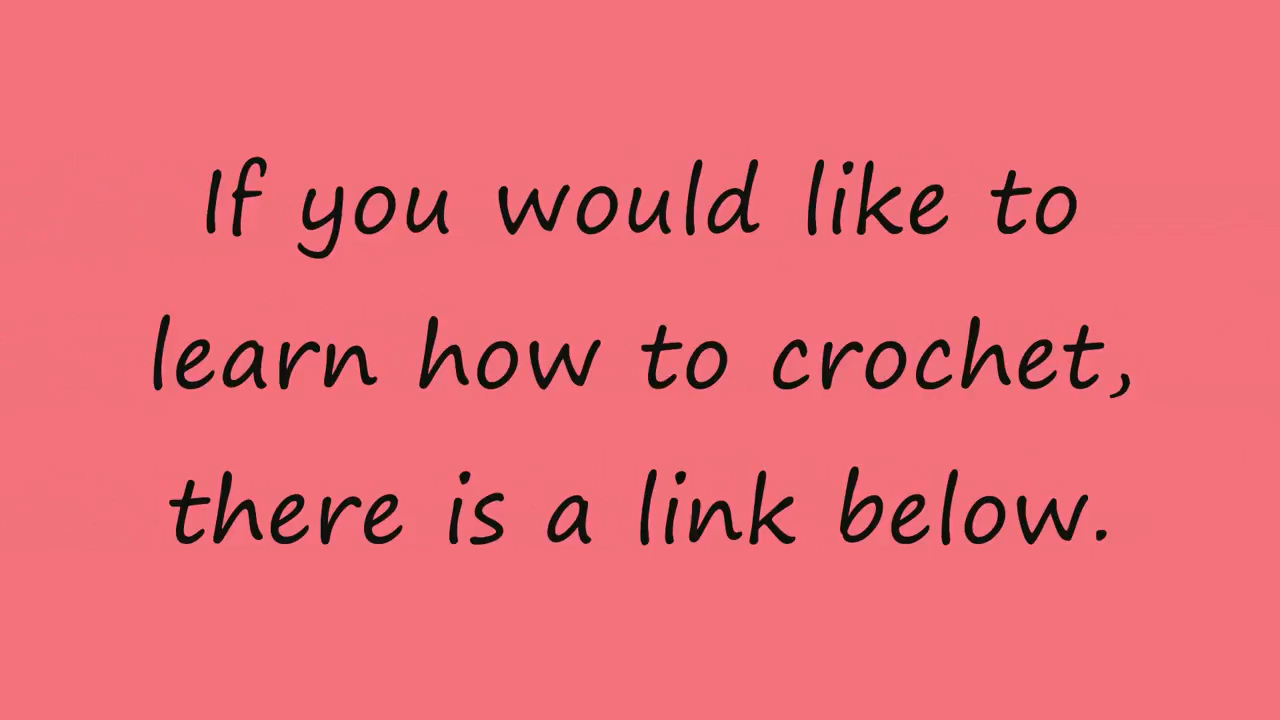 If you would like to
learn how to crochet,
there is a link below.